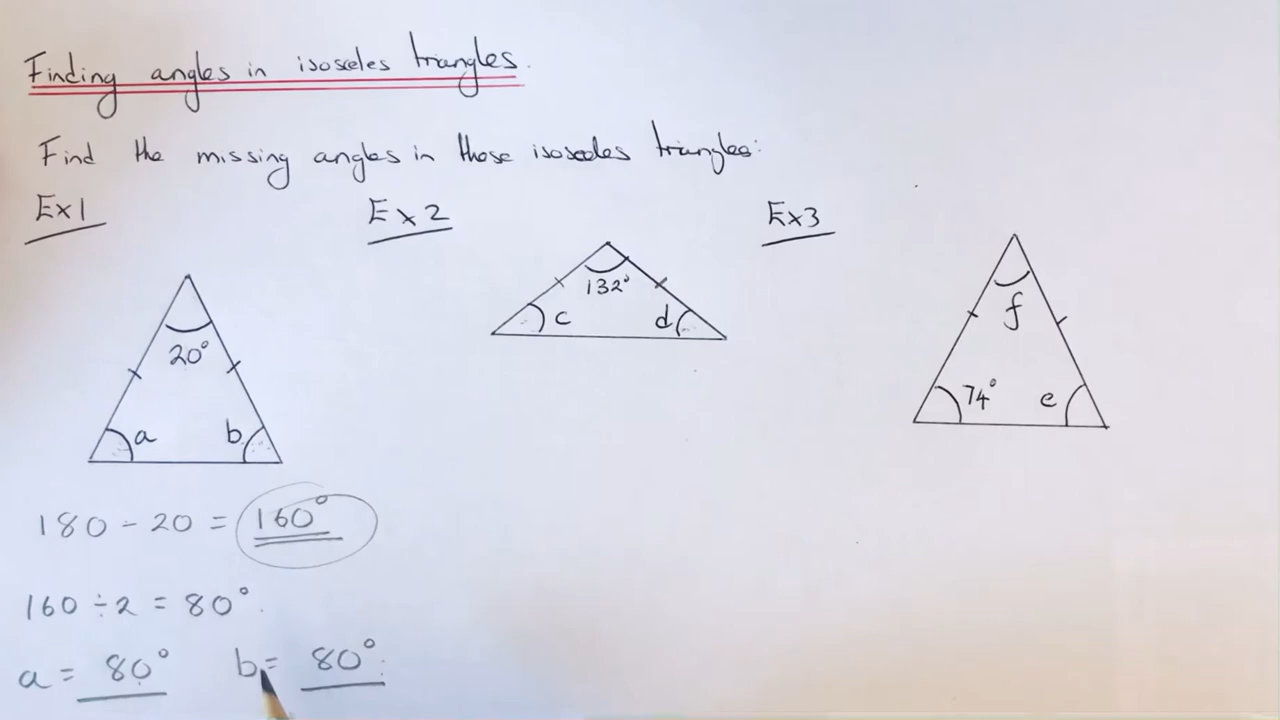 Finding angles in isosceles triangles.
Find the missing angles in these isosceles triangles:
Ex1 Ex2 Ex3
20°
a b
132°
c d
f
74° e
180 - 20 = 160°
160 ÷ 2 = 80°.
a = 80° b = 80°.